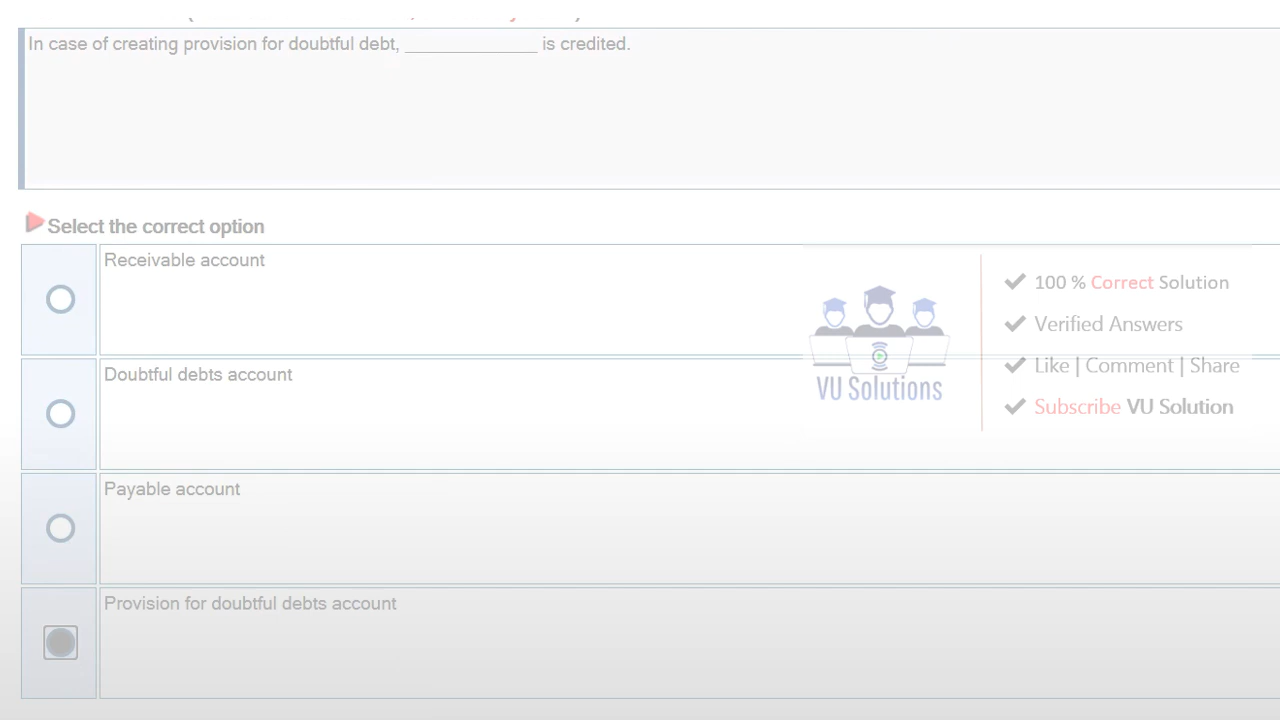 In case of creating provision for doubtful debt, ______________ is credited.
Select the correct option
Receivable account
Doubtful debts account
Payable account
Provision for doubtful debts account
VU Solutions
100 % Correct Solution
Verified Answers
Like | Comment | Share
Subscribe VU Solution